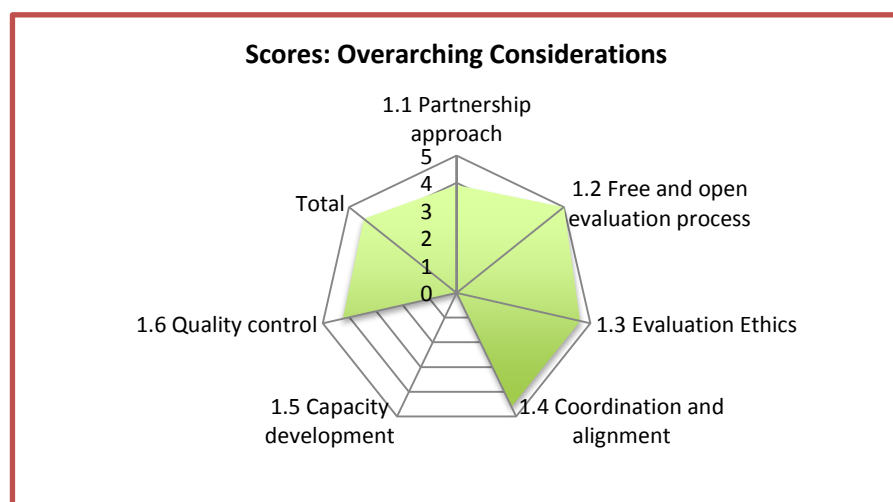 Scores: Overarching Considerations
1.1 Partnership
approach
5
4
3
2
1
0
1.2 Free and open
evaluation process
1.3 Evaluation Ethics
1.4 Coordination and
alignment
1.5 Capacity
development
1.6 Quality control
Total